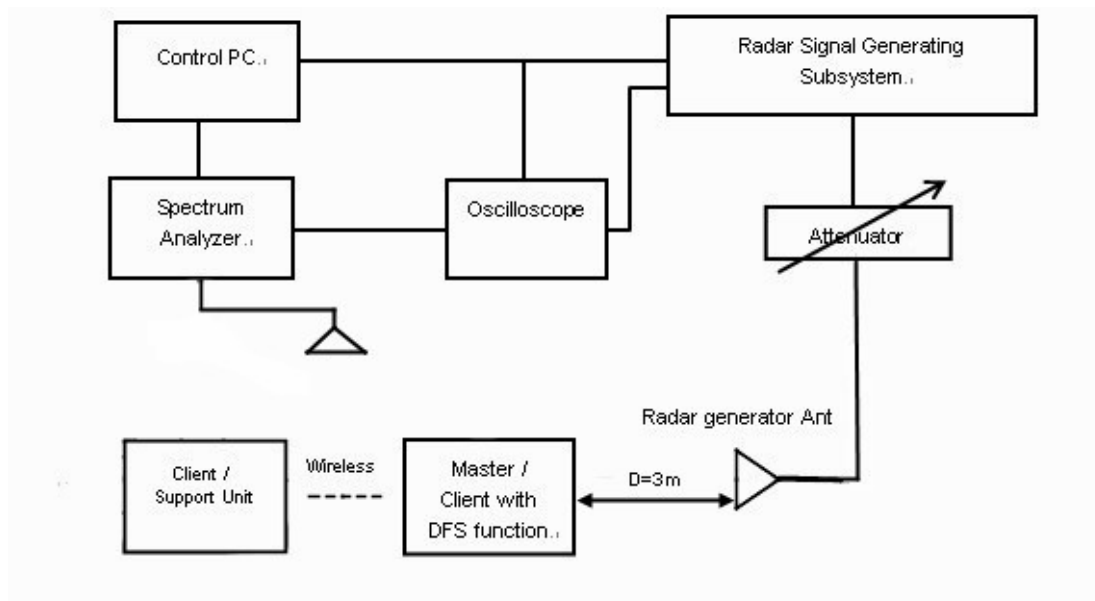 Control PC.
Radar Signal Generating
Subsystem.
Spectrum
Analyzer.
Oscilloscope
Attenuator
Radar generator Ant
Client /
Support Unit
Wireless
Master /
Client with
DFS function.
D=3m